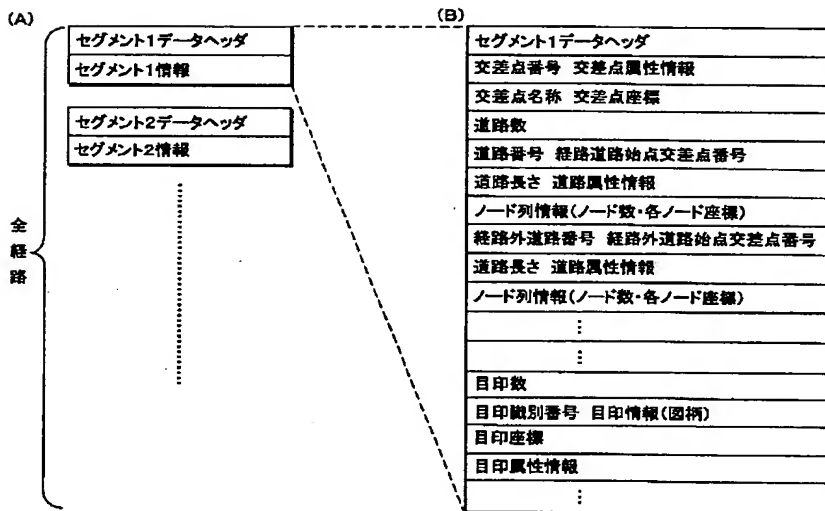 (A)
セグメント1データヘッダ
セグメント1情報
セグメント2データヘッダ
セグメント2情報
全経路
(B)
セグメント1データヘッダ
交差点番号 交差点属性情報
交差点名称 交差点座標
道路数
道路番号 経路道路始点交差点番号
道路長さ 道路属性情報
ノード列情報(ノード数・各ノード座標)
経路外道路番号 経路外道路始点交差点番号
道路長さ 道路属性情報
ノード列情報(ノード数・各ノード座標)
目印数
目印識別番号 目印情報(図柄)
目印座標
目印属性情報